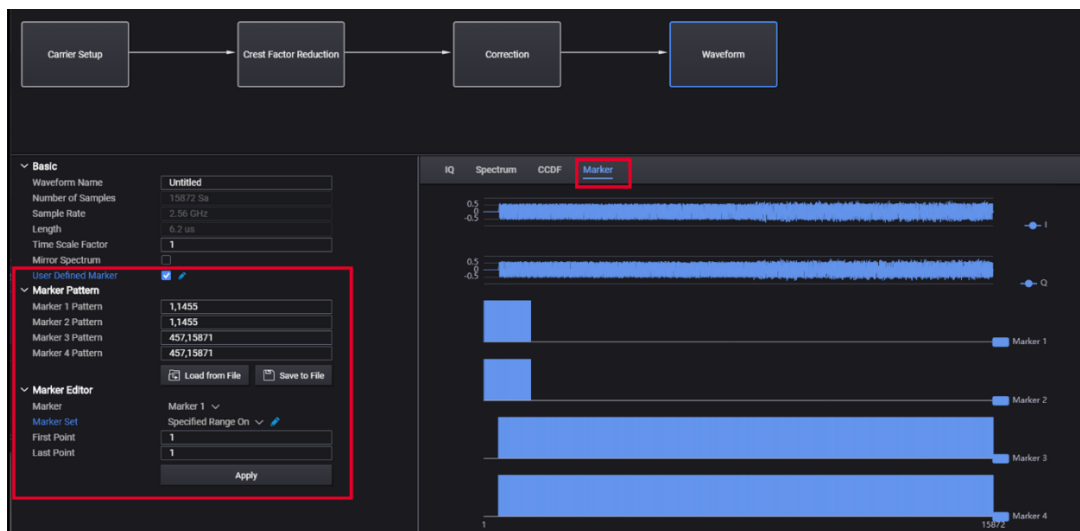 Carrier Setup
Crest Factor Reduction
Correction
Waveform
Basic
Waveform Name Untitled
Number of Samples 15872 Sa
Sample Rate 2.56 GHz
Length 6.2 us
Time Scale Factor 1
Mirror Spectrum
User Defined Marker
Marker Pattern
Marker 1 Pattern 1,1455
Marker 2 Pattern 1,1455
Marker 3 Pattern 457,15871
Marker 4 Pattern 457,15871
Load from File Save to File
Marker Editor
Marker Marker 1
Marker Set Specified Range On
First Point 1
Last Point 1
Apply
IQ Spectrum CCDF Marker
0.5
0
-0.5
I
0.5
0
-0.5
Q
Marker 1
Marker 2
Marker 3
Marker 4
1 15872